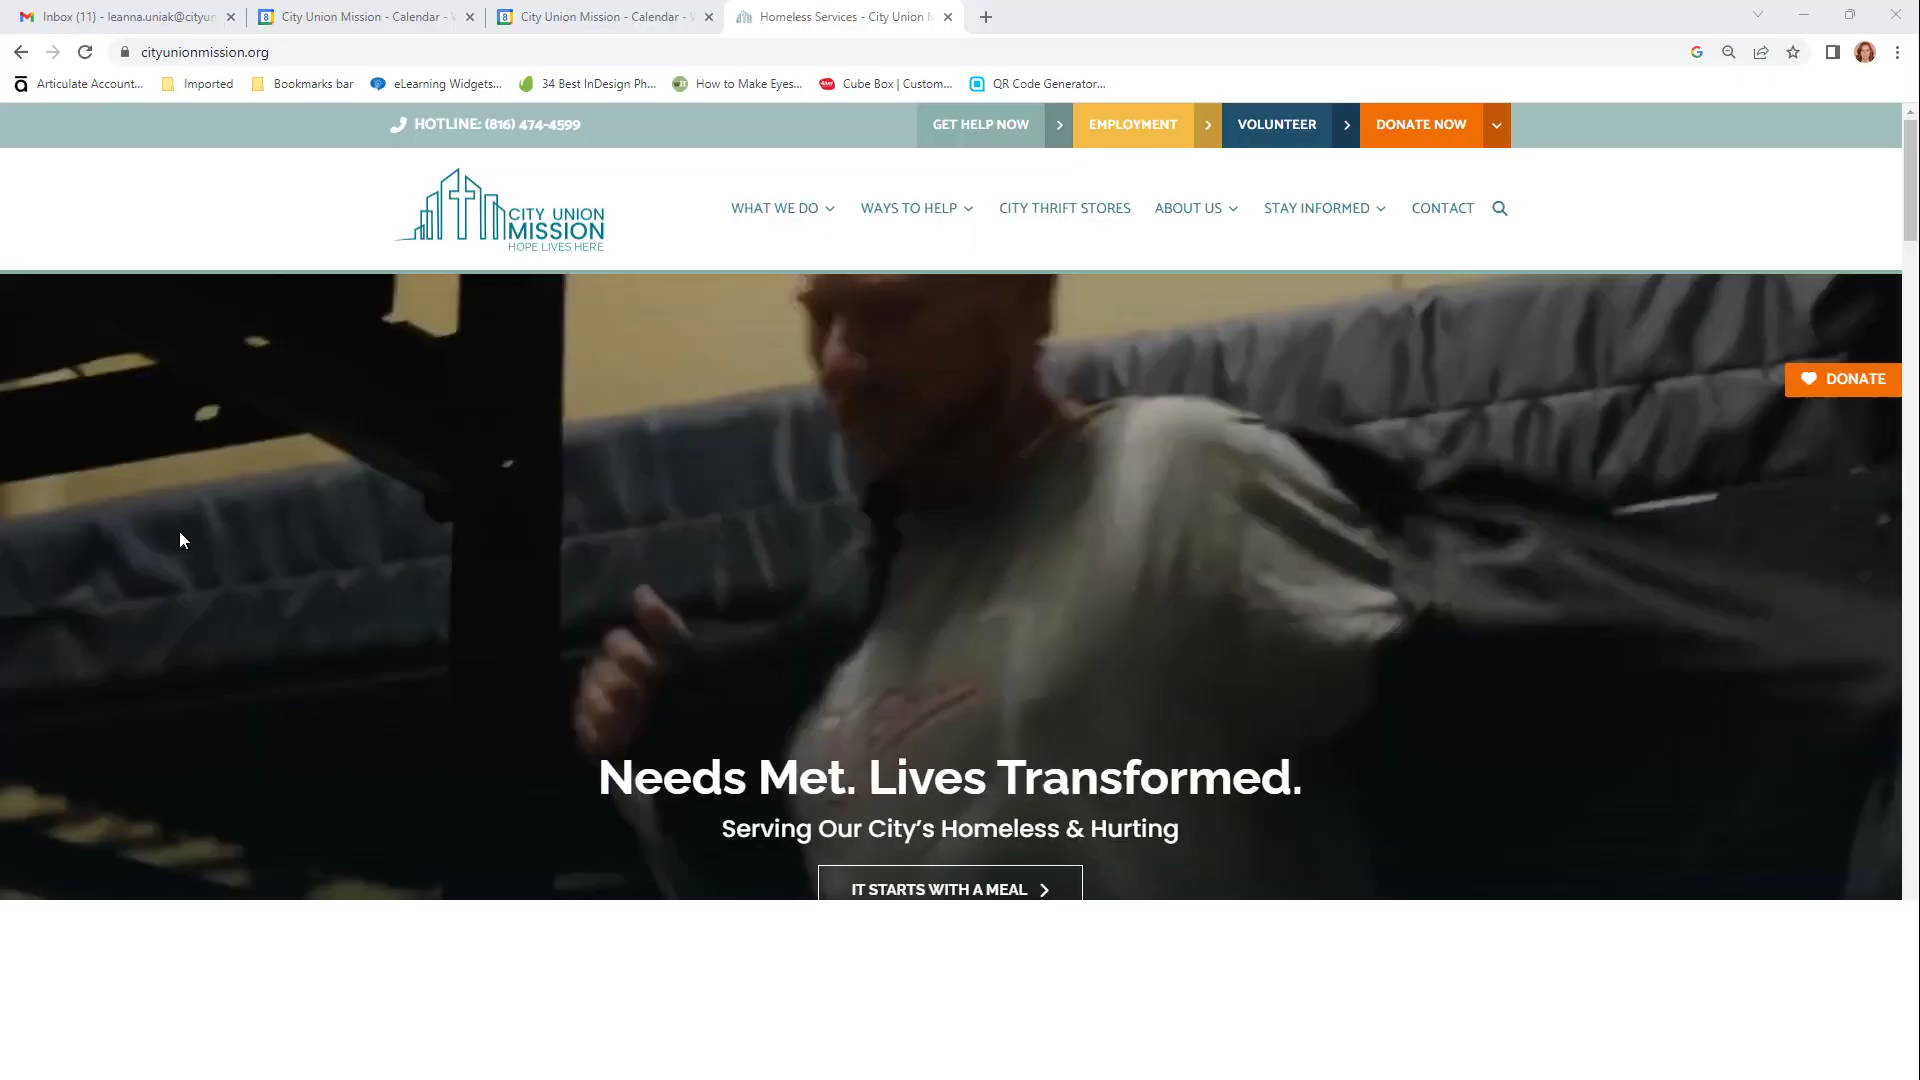 Inbox (11) - leanna.uniak@cityun
City Union Mission - Calendar -
City Union Mission - Calendar -
Homeless Services - City Union
cityunionmission.org
Articulate Account...
Imported
Bookmarks bar
eLearning Widgets...
34 Best InDesign Ph...
How to Make Eyes...
Cube Box | Custom...
QR Code Generator...
HOTLINE: (816) 474-4599
GET HELP NOW
EMPLOYMENT
VOLUNTEER
DONATE NOW
CITY UNION
MISSION
HOPE LIVES HERE
WHAT WE DO
WAYS TO HELP
CITY THRIFT STORES
ABOUT US
STAY INFORMED
CONTACT
DONATE
Needs Met. Lives Transformed.
Serving Our City's Homeless & Hurting
IT STARTS WITH A MEAL